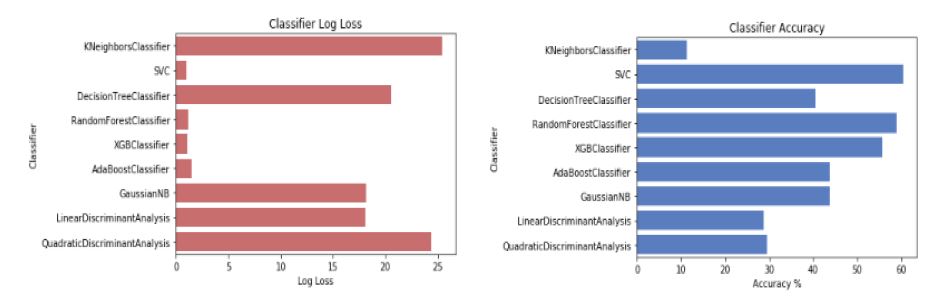 Classifier Log Loss
KNeighborsClassifier
SVC
DecisionTreeClassifier
RandomForestClassifier
XGBClassifier
AdaBoostClassifier
GaussianNB
LinearDiscriminantAnalysis
QuadraticDiscriminantAnalysis
Classifier
0 5 10 15 20 25
Log Loss
Classifier Accuracy
KNeighborsClassifier
SVC
DecisionTreeClassifier
RandomForestClassifier
XGBClassifier
AdaBoostClassifier
GaussianNB
LinearDiscriminantAnalysis
QuadraticDiscriminantAnalysis
Classifier
0 10 20 30 40 50 60
Accuracy %